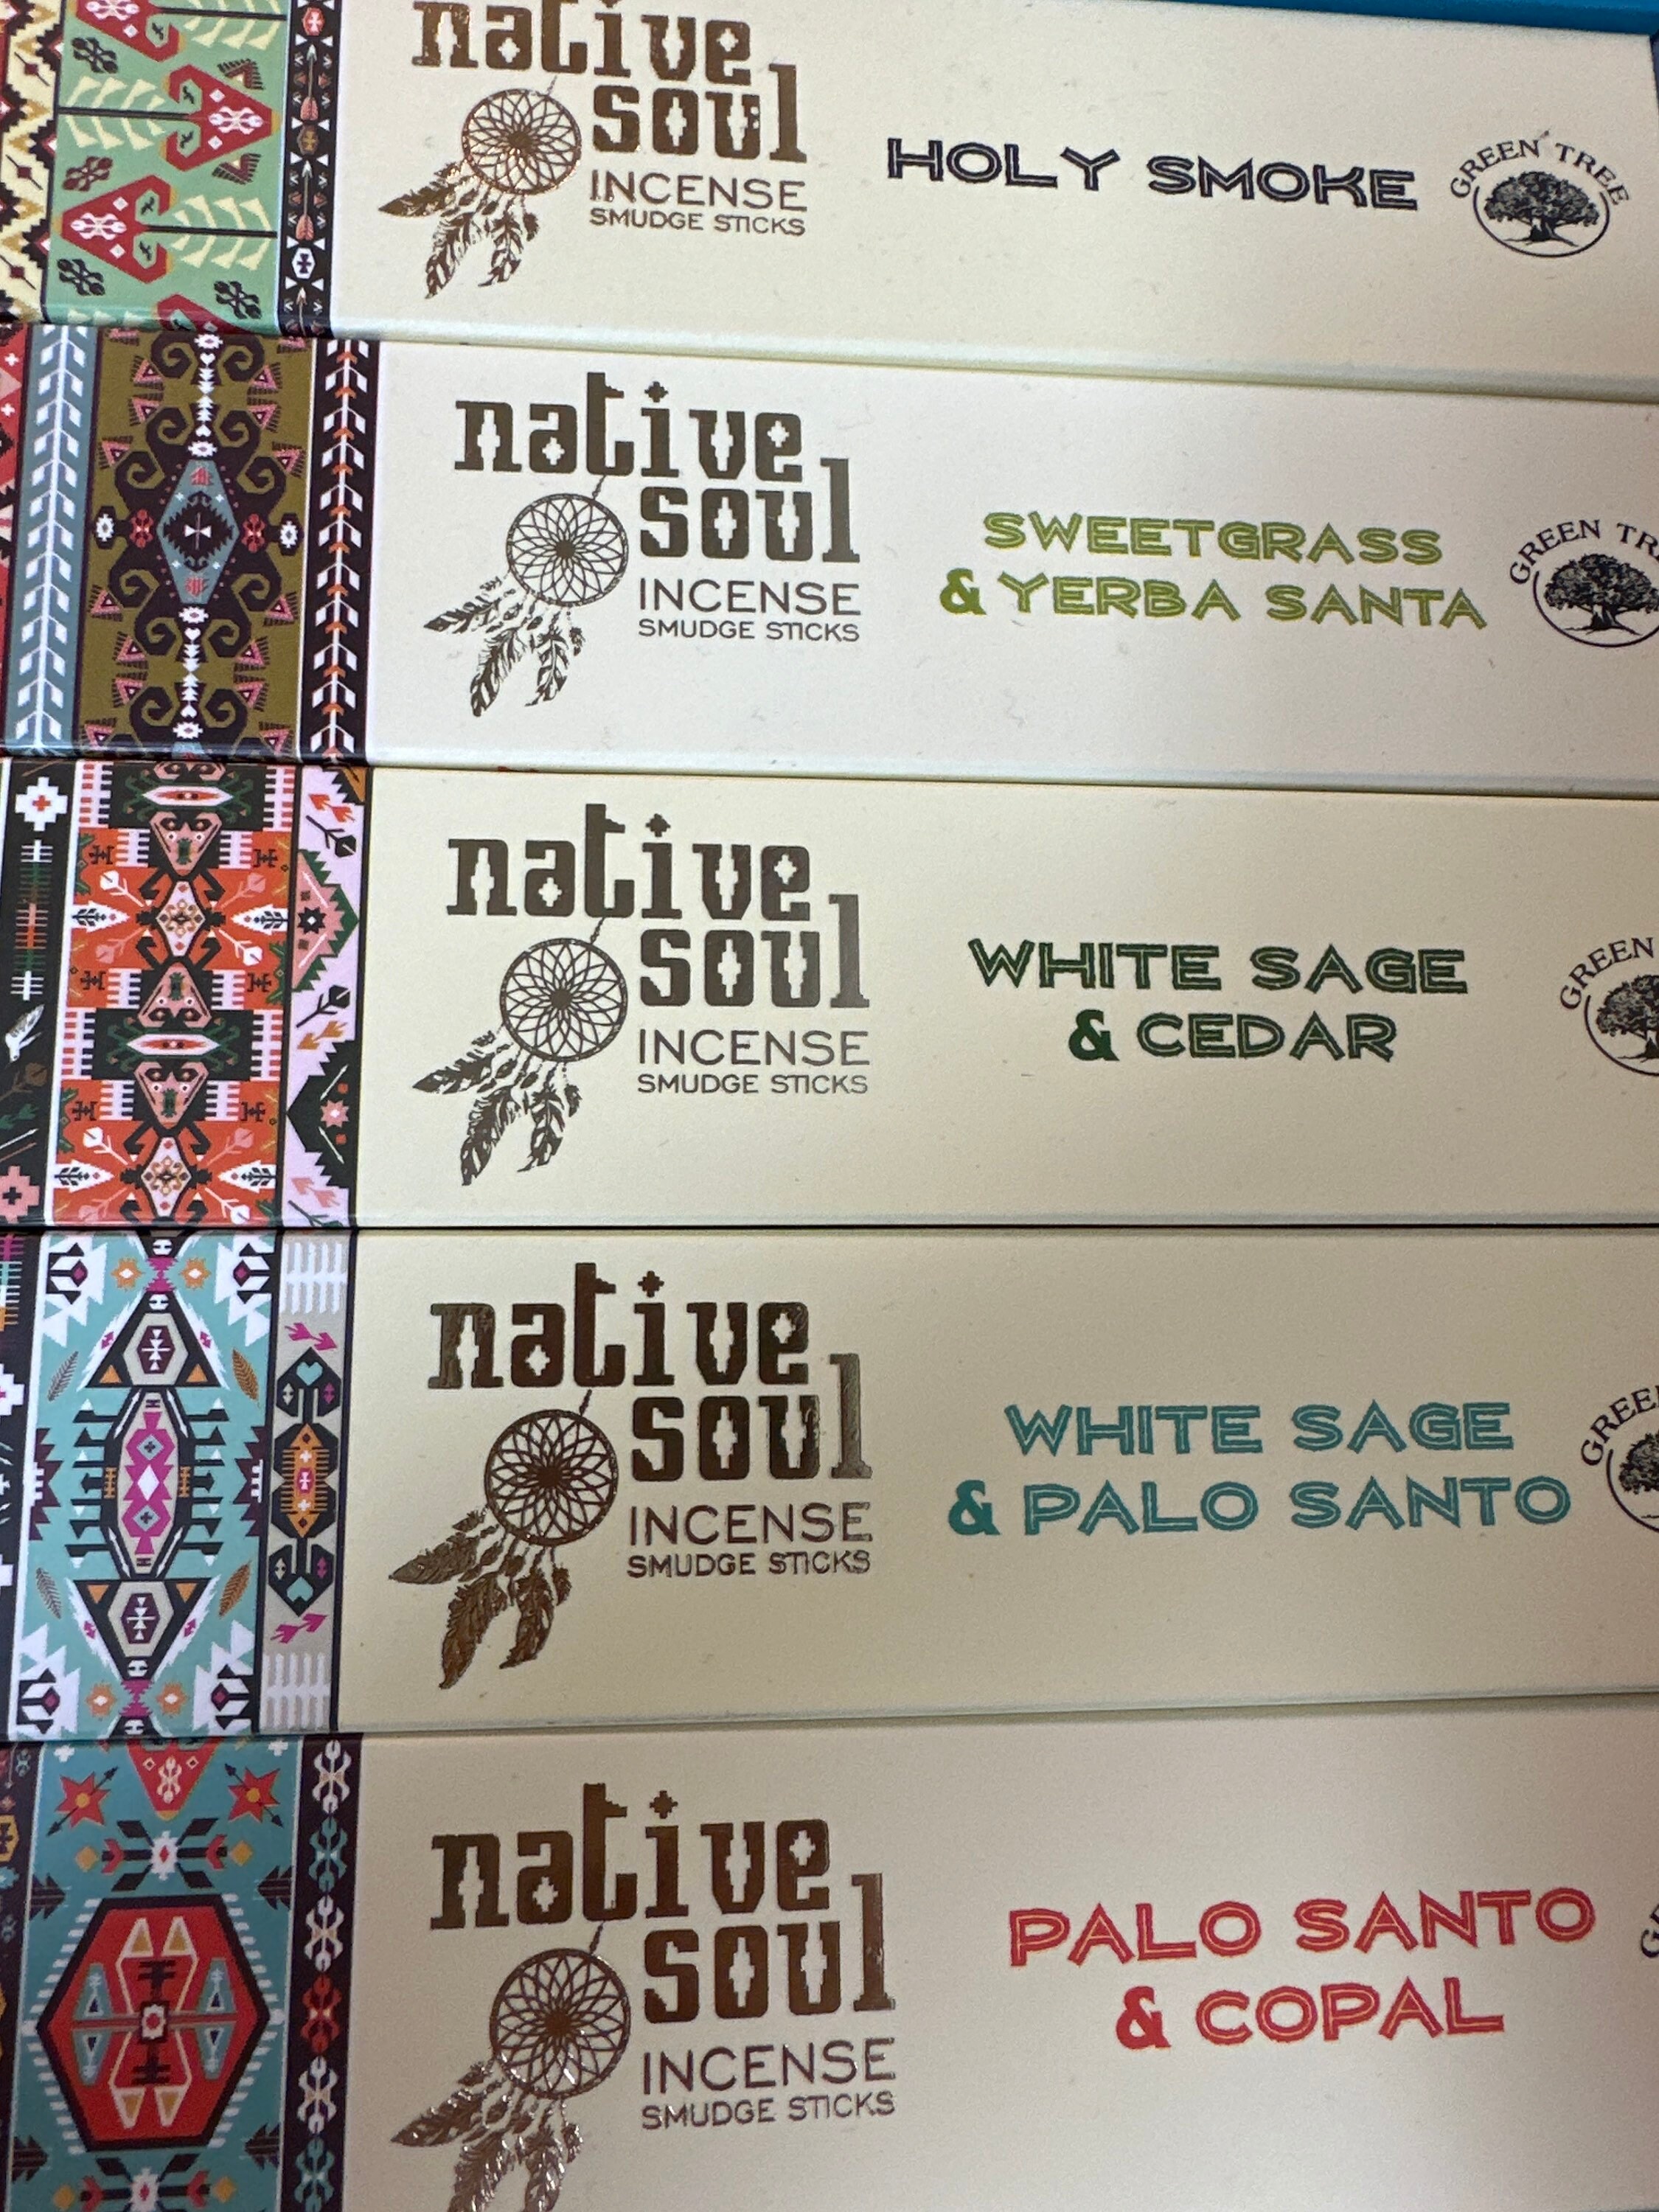 native
soul
INCENSE
SMUDGE STICKS
HOLY SMOKE
GREEN TREE
native
soul
INCENSE
SMUDGE STICKS
SWEETGRASS
& YERBA SANTA
GREEN
native
soul
INCENSE
SMUDGE STICKS
WHITE SAGE
& CEDAR
GREEN
native
soul
INCENSE
SMUDGE STICKS
WHITE SAGE
& PALO SANTO
native
soul
INCENSE
SMUDGE STICKS
PALO SANTO
& COPAL